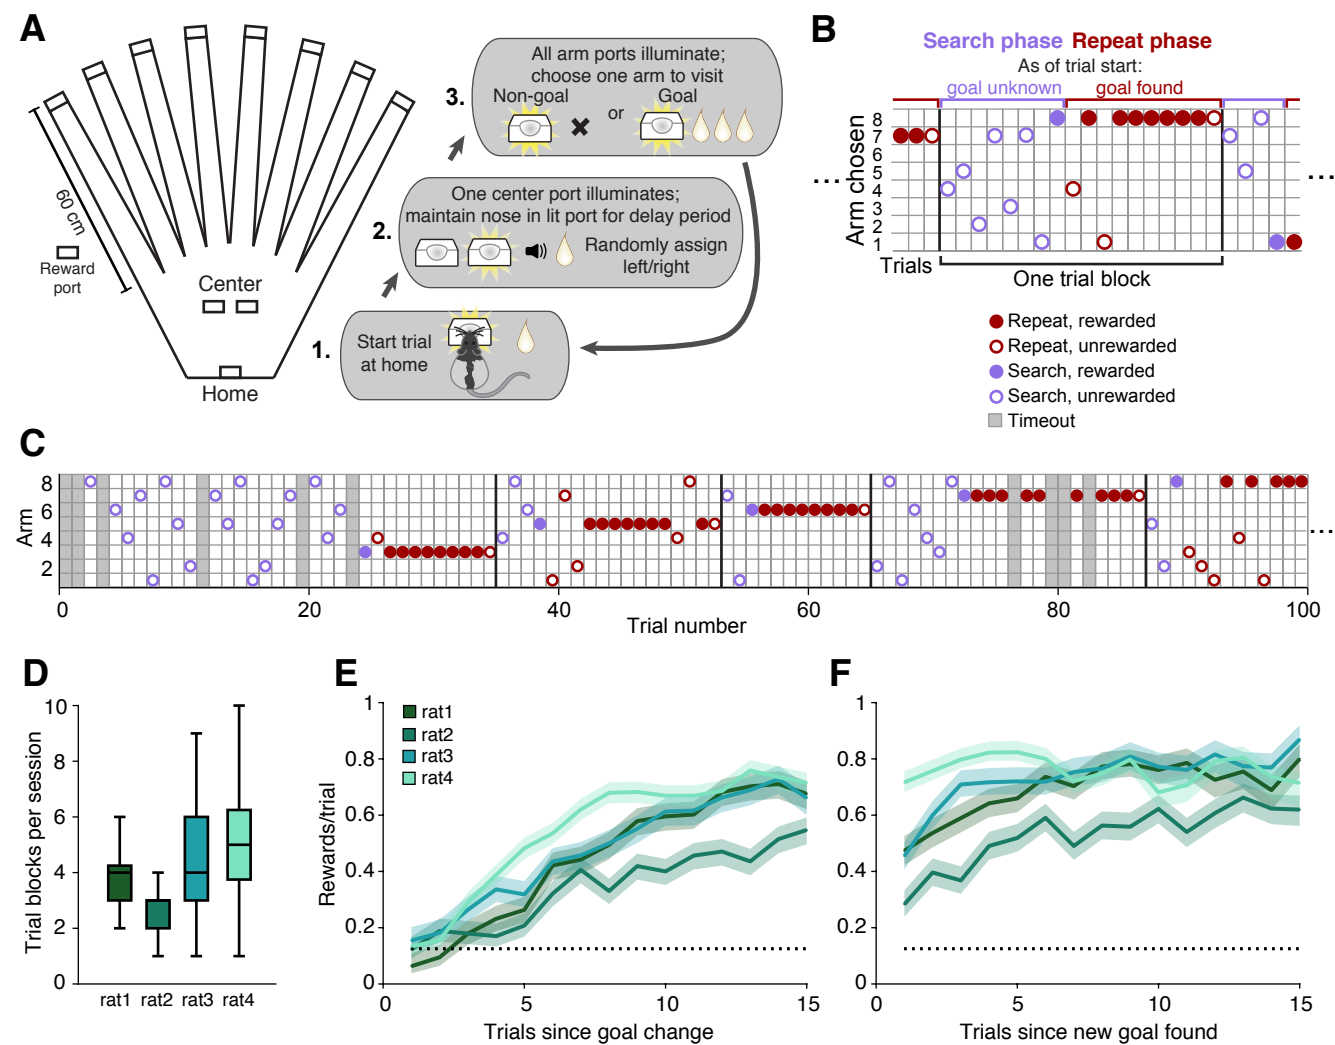 A
60 cm
Reward
port
Center
Home
1.
Start trial
at home
2.
One center port illuminates;
maintain nose in lit port for delay period
Randomly assign
left/right
3.
All arm ports illuminate;
choose one arm to visit
Non-goal
or
Goal
B
Search phase Repeat phase
As of trial start:
goal unknown
goal found
Arm chosen
8
7
6
5
4
3
2
1
...
...
Trials
One trial block
Repeat, rewarded
Repeat, unrewarded
Search, rewarded
Search, unrewarded
Timeout
C
Arm
8
6
4
2
...
0
20
40
60
80
100
Trial number
D
Trial blocks per session
10
8
6
4
2
0
rat1
rat2
rat3
rat4
E
Rewards/trial
1
0.8
0.6
0.4
0.2
0
rat1
rat2
rat3
rat4
0
5
10
15
Trials since goal change
F
1
0.8
0.6
0.4
0.2
0
0
5
10
15
Trials since new goal found